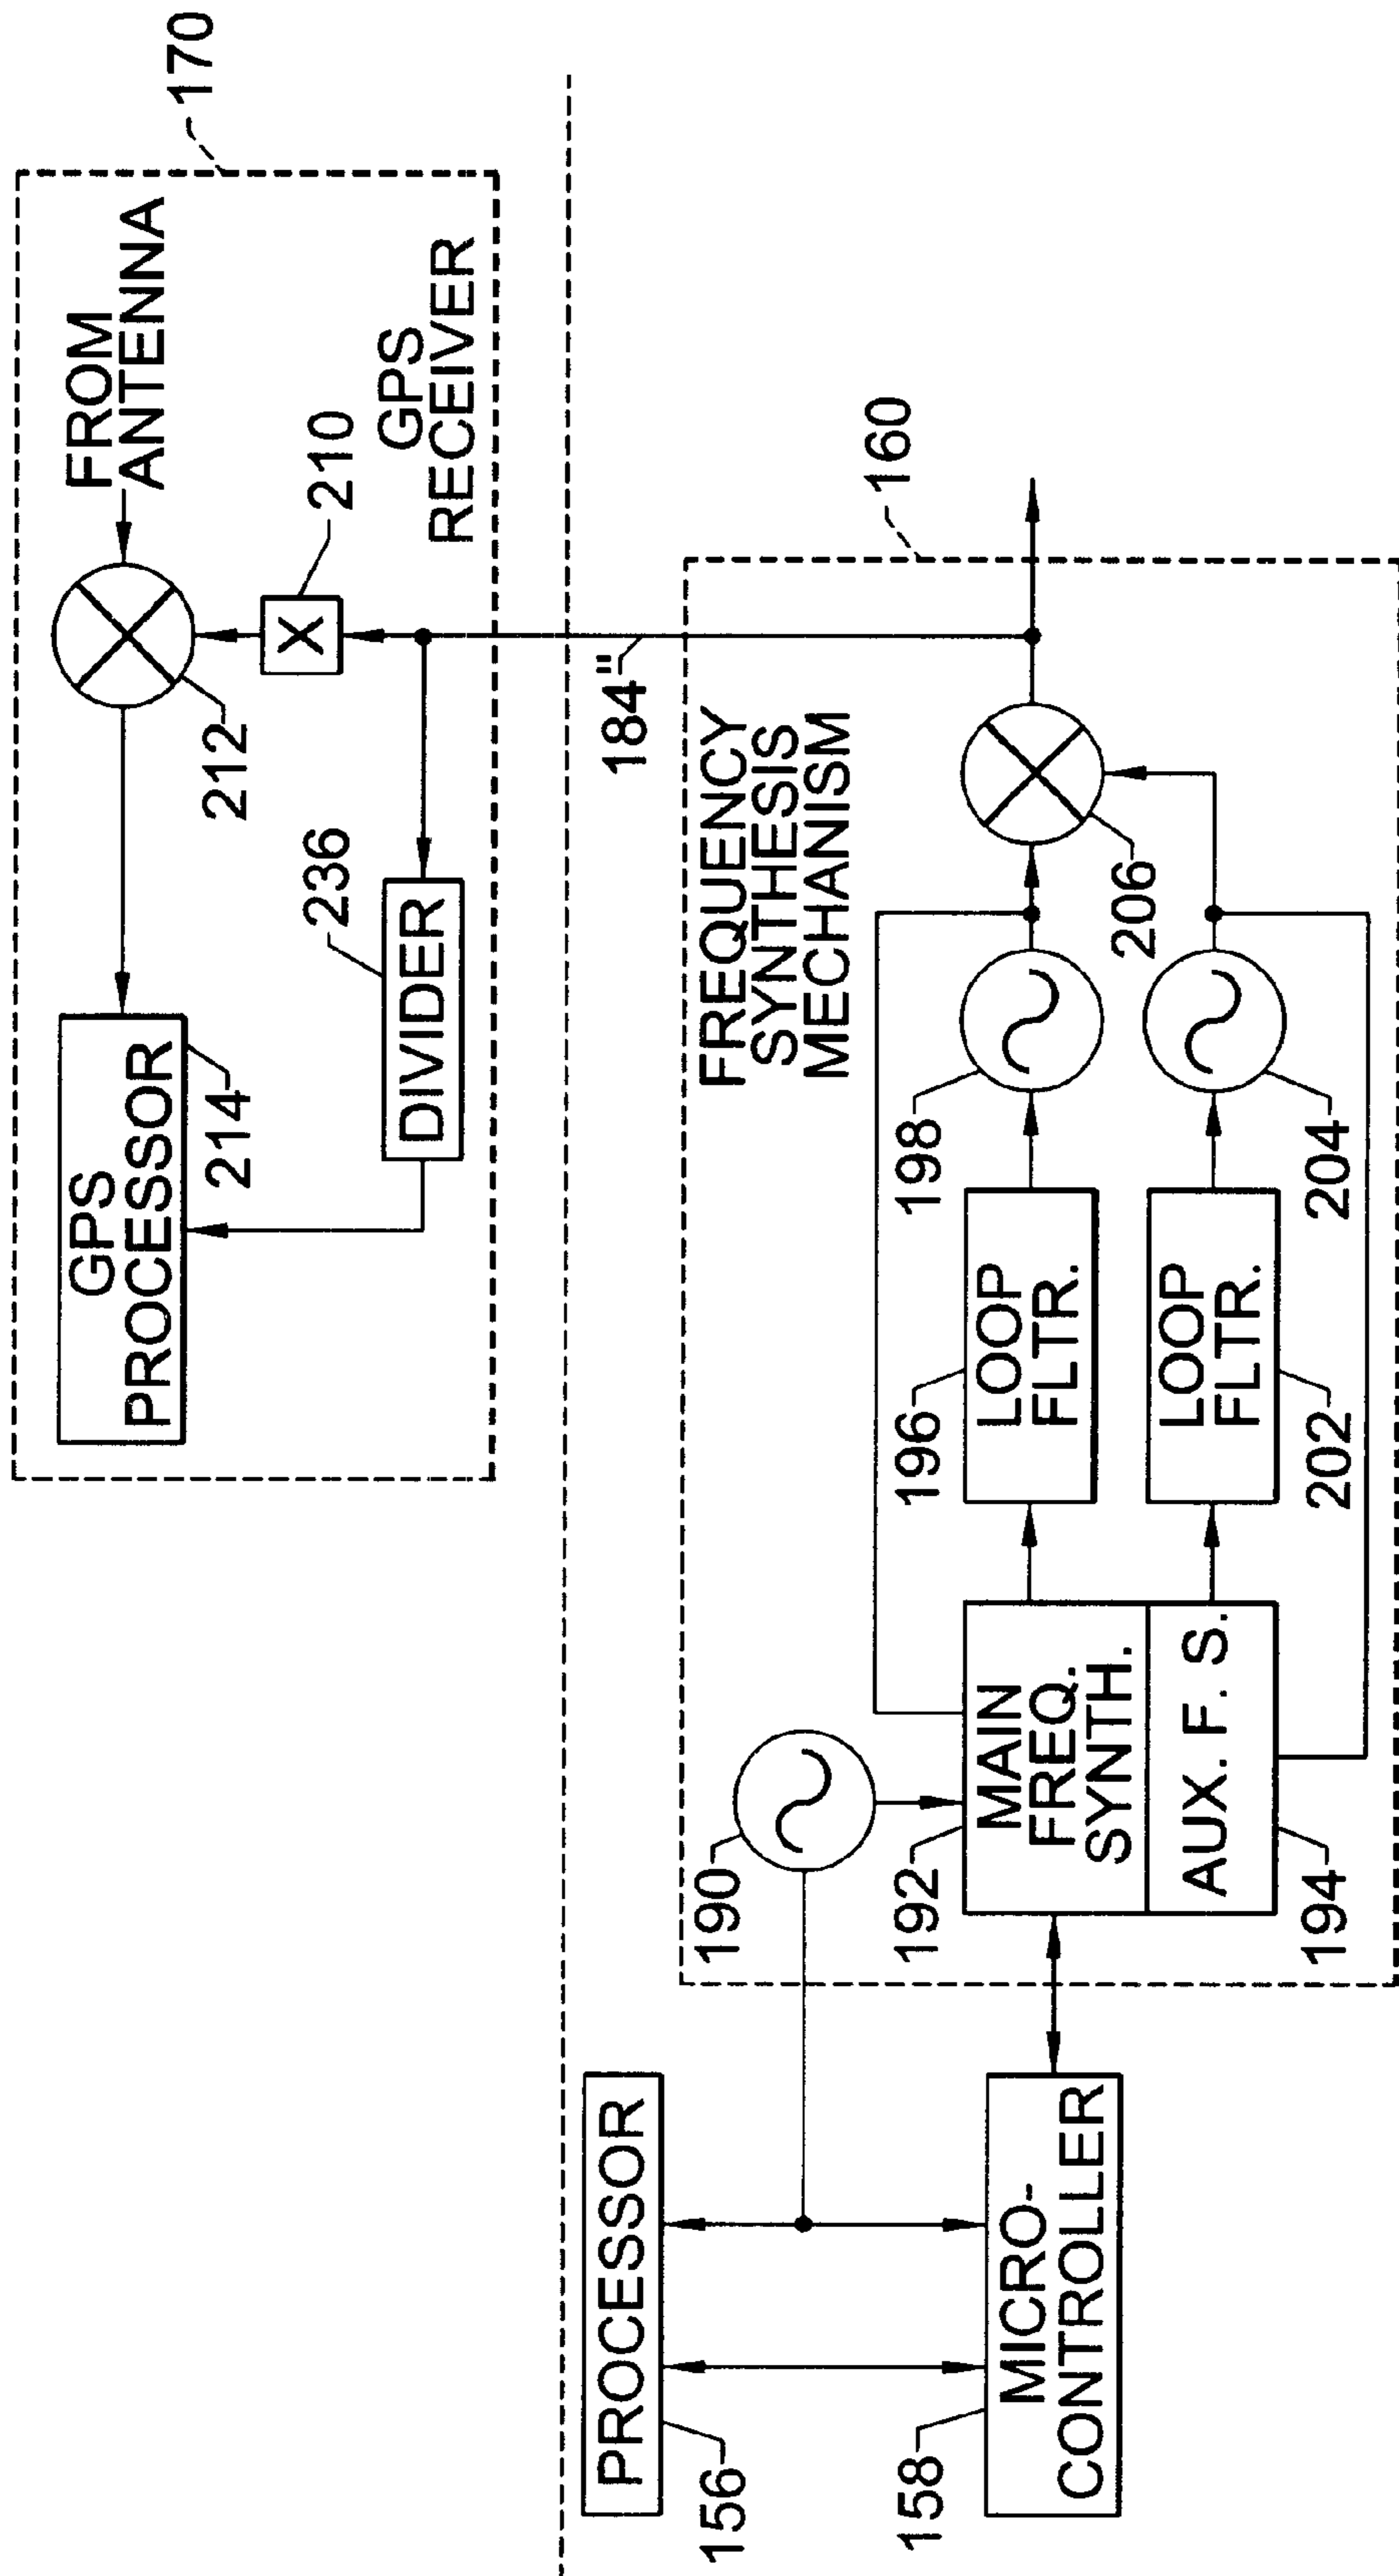 170
FROM
ANTENNA
212
210
GPS
PROCESSOR
214
236
DIVIDER
GPS
RECEIVER
184"
160
PROCESSOR
156
190
FREQUENCY
SYNTHESIS
MECHANISM
192
MAIN
FREQ.
SYNTH.
196
LOOP
FLTR.
198
206
158
MICRO-
CONTROLLER
AUX. F. S.
194
LOOP
FLTR.
202
204
X